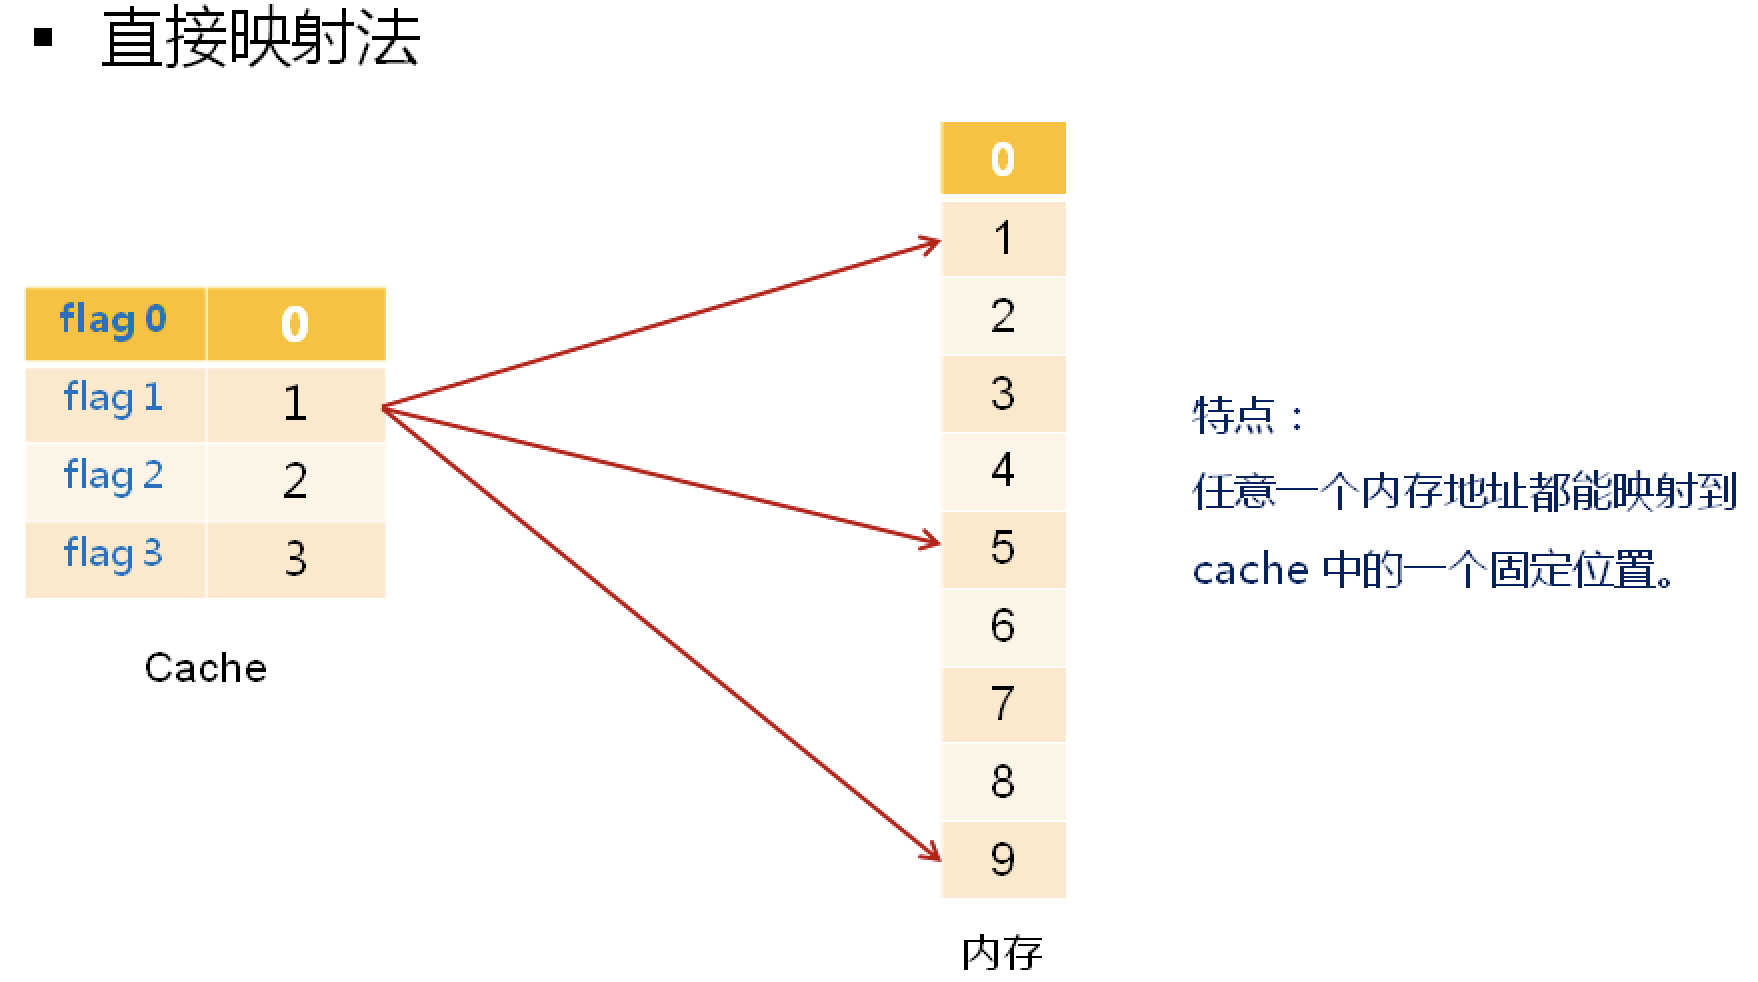 ▪ 直接映射法
flag 0 0
flag 1 1
flag 2 2
flag 3 3
Cache
0
1
2
3
4
5
6
7
8
9
内存
特点：
任意一个内存地址都能映射到
cache 中的一个固定位置。